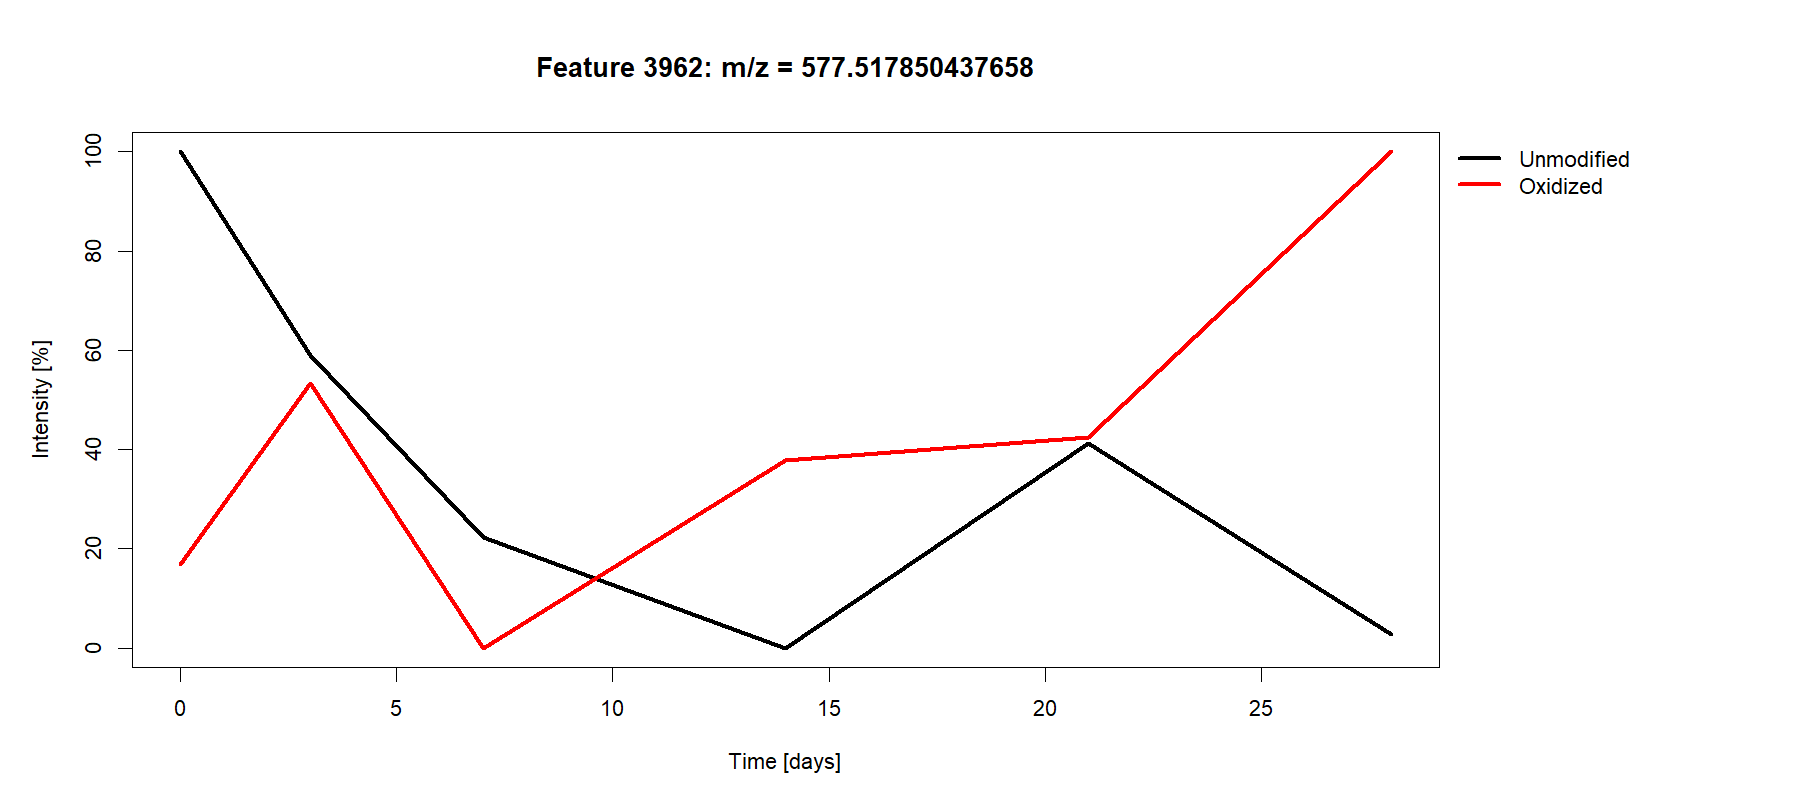 Feature 3962: m/z = 577.517850437658
Unmodified
Oxidized
Intensity [%]
100
80
60
40
20
0
0 5 10 15 20 25
Time [days]